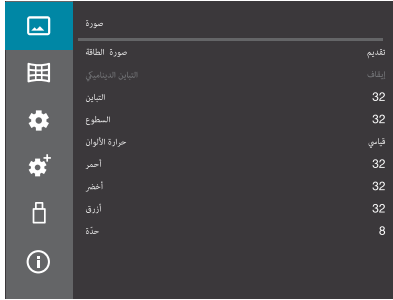 صورة
صورة الطاقة تقديم
التباين الديناميكي إيقاف
التباين 32
السطوع 32
حرارة الألوان قياسي
أحمر 32
أخضر 32
أزرق 32
حدّة 8